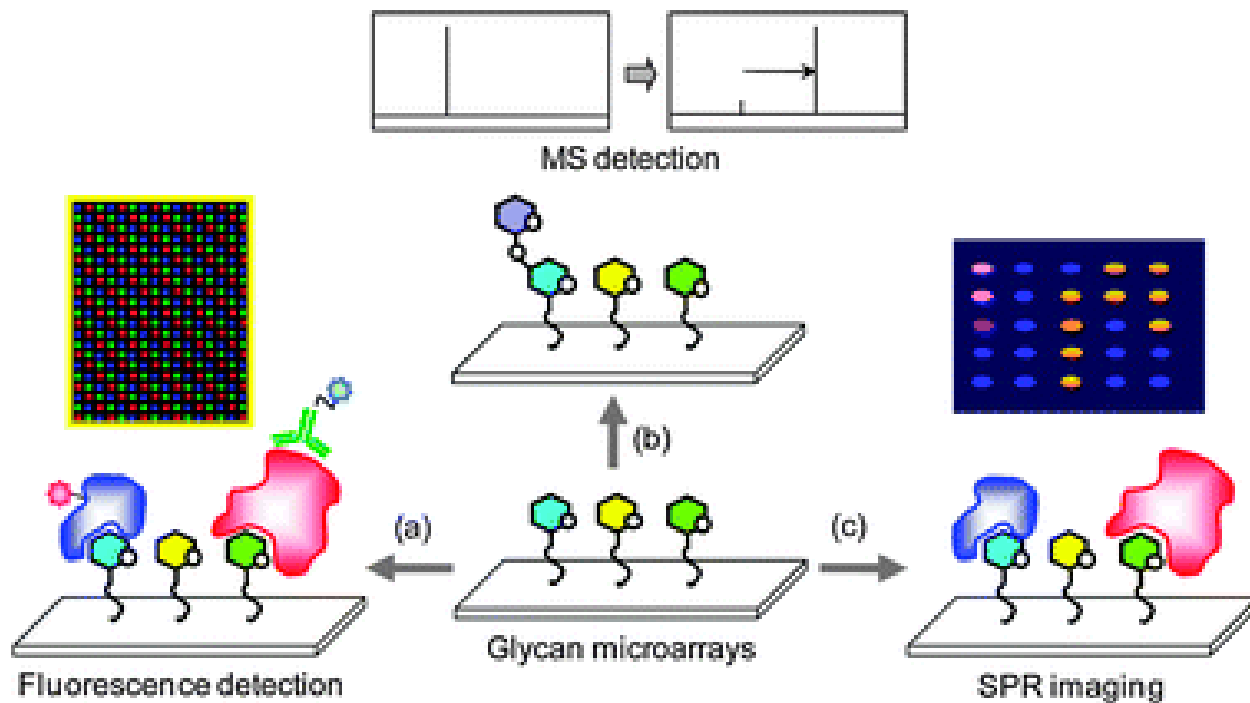 MS detection
(b)
(a)
(c)
Glycan microarrays
Fluorescence detection
SPR imaging